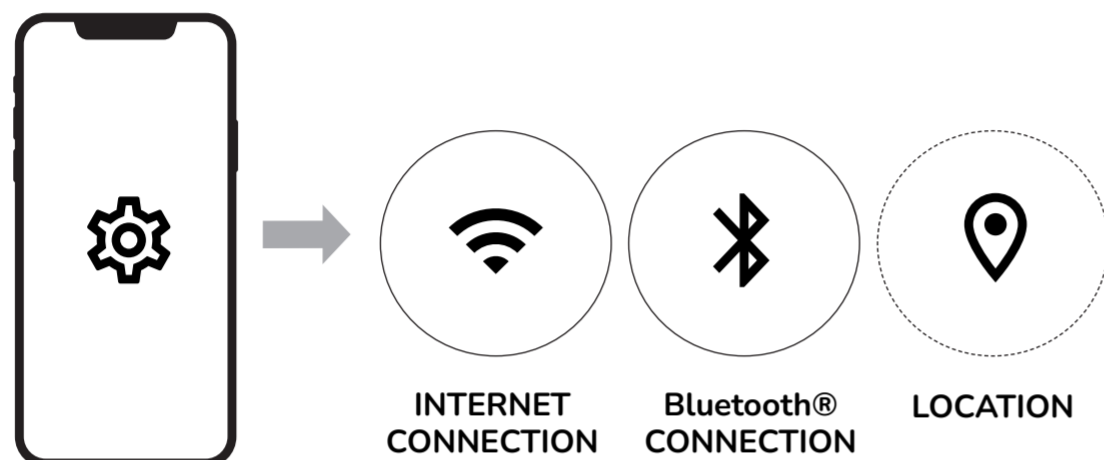 INTERNET
CONNECTION
Bluetooth®
CONNECTION
LOCATION